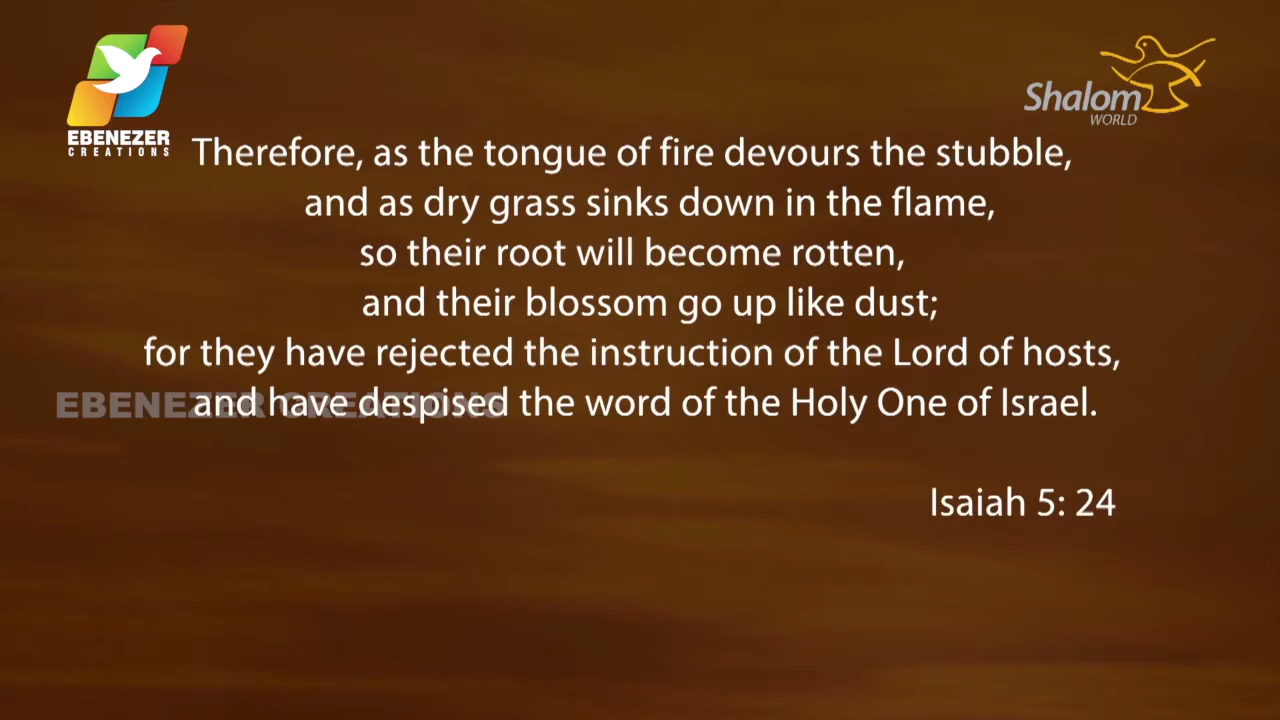 EBENEZER
CREATIONS
Shalom
WORLD
Therefore, as the tongue of fire devours the stubble,
and as dry grass sinks down in the flame,
so their root will become rotten,
and their blossom go up like dust;
for they have rejected the instruction of the Lord of hosts,
and have despised the word of the Holy One of Israel.
EBENEZER CREATIONS
Isaiah 5: 24